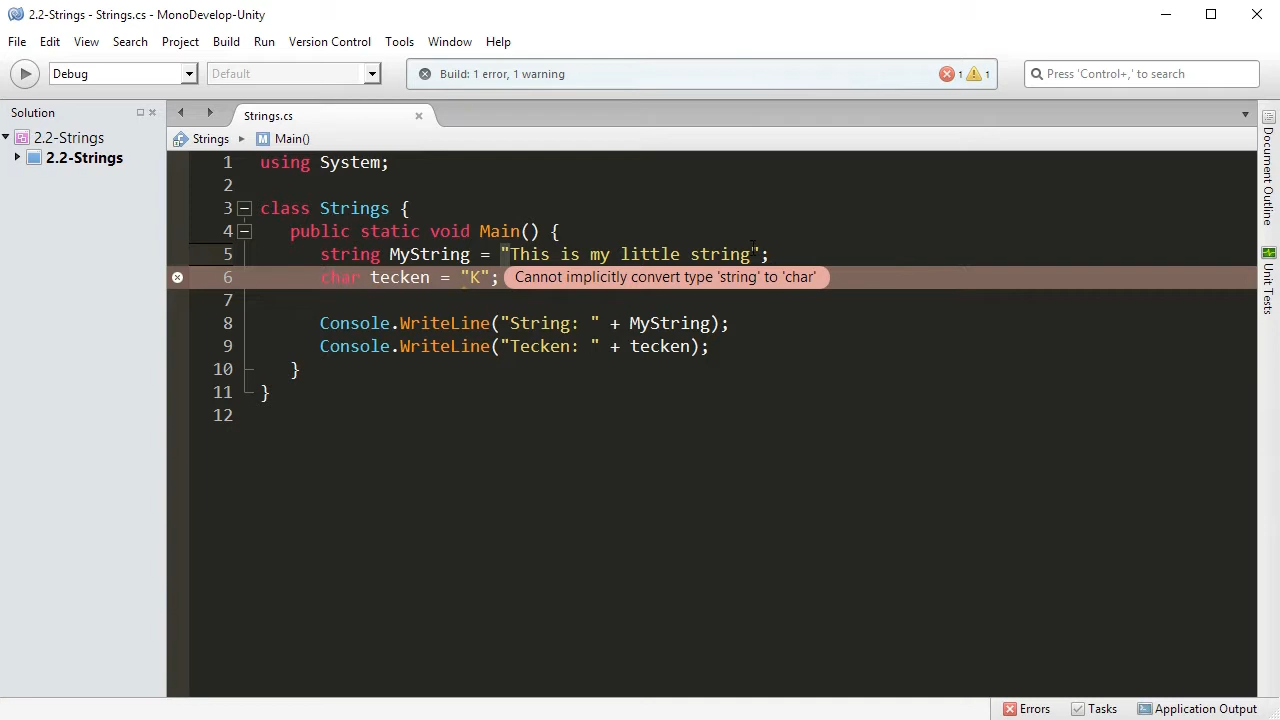 2.2-Strings - Strings.cs - MonoDevelop-Unity
File Edit View Search Project Build Run Version Control Tools Window Help
Debug Default Build: 1 error, 1 warning 1 1 Press 'Control+,' to search
Solution
2.2-Strings
2.2-Strings
Strings.cs
Strings M Main()
1 using System;
2
3 class Strings {
4 public static void Main() {
5 string MyString = "This is my little string";
6 char tecken = "K"; Cannot implicitly convert type 'string' to 'char'
7
8 Console.WriteLine("String: " + MyString);
9 Console.WriteLine("Tecken: " + tecken);
10 }
11 }
12
Document Outline
Unit Tests
Errors Tasks Application Output